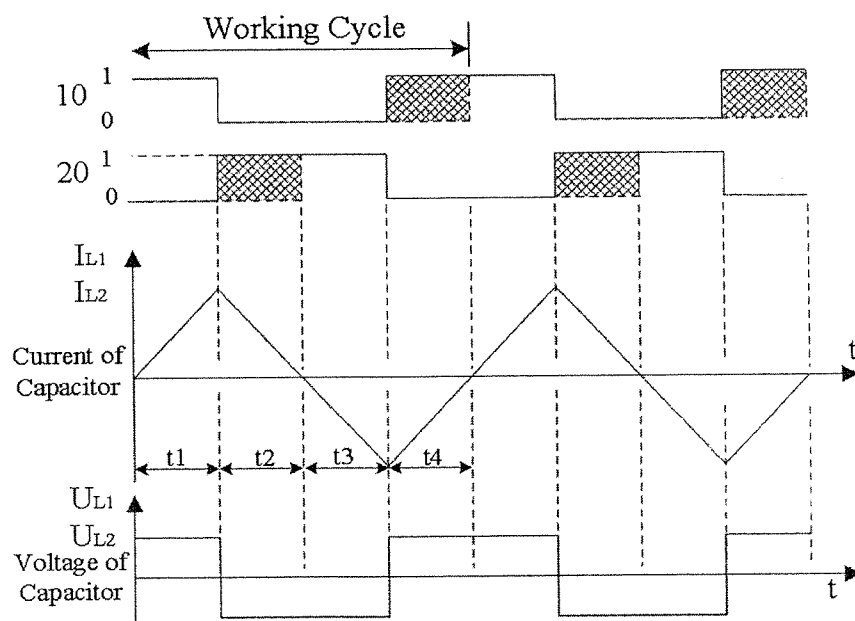 Working Cycle
10 1
0
20 1
0
IL1
IL2
Current of
Capacitor
t
t1 t2 t3 t4
UL1
UL2
Voltage of
Capacitor
t